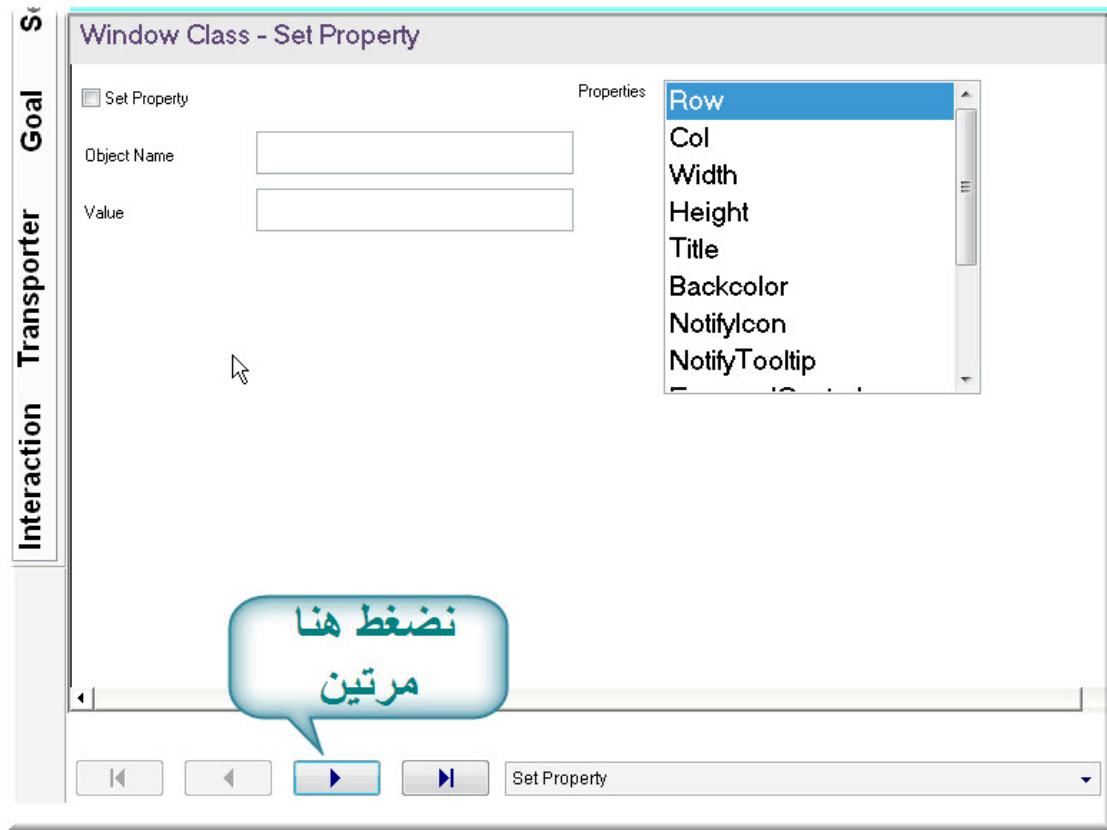 Window Class - Set Property
Set Property
Object Name
Value
Properties
Row
Col
Width
Height
Title
Backcolor
NotifyIcon
NotifyTooltip
Goal
Transporter
Interaction
نضغط هنا
مرتين
Set Property